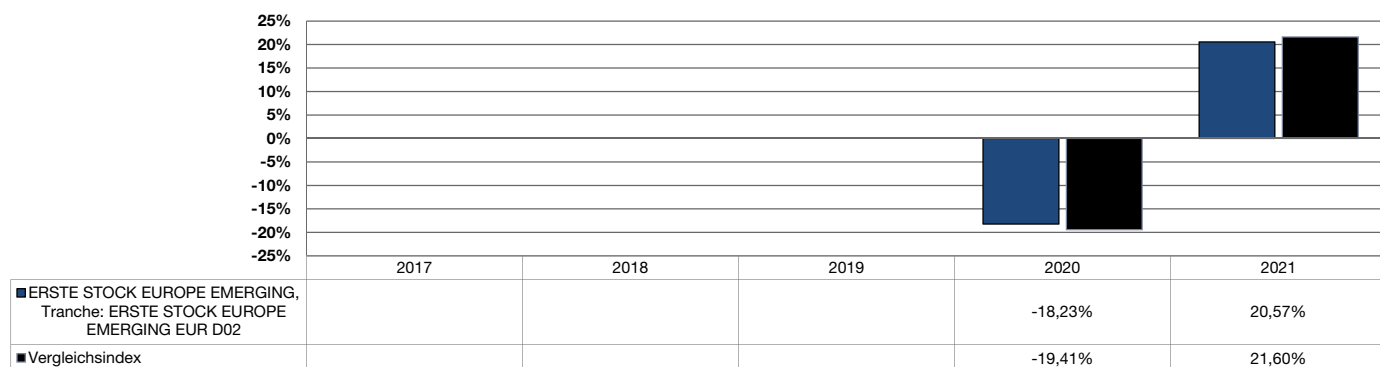 25%
20%
15%
10%
5%
0%
-5%
-10%
-15%
-20%
-25%
2017 2018 2019 2020 2021
ERSTE STOCK EUROPE EMERGING,
Tranche: ERSTE STOCK EUROPE
EMERGING EUR D02
-18,23% 20,57%
Vergleichsindex -19,41% 21,60%